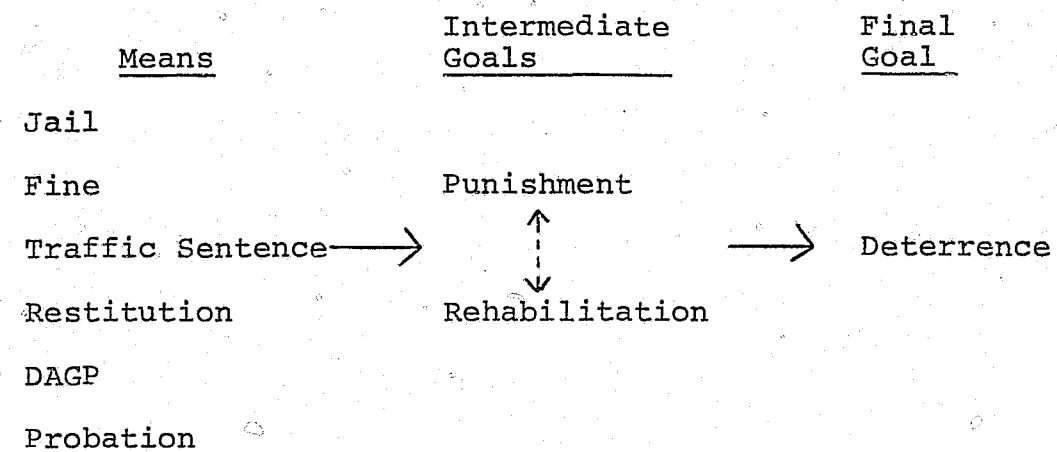 Means
Intermediate
Goals
Final
Goal
Jail
Fine
Traffic Sentence
Restitution
DAGP
Probation
Punishment
Rehabilitation
Deterrence